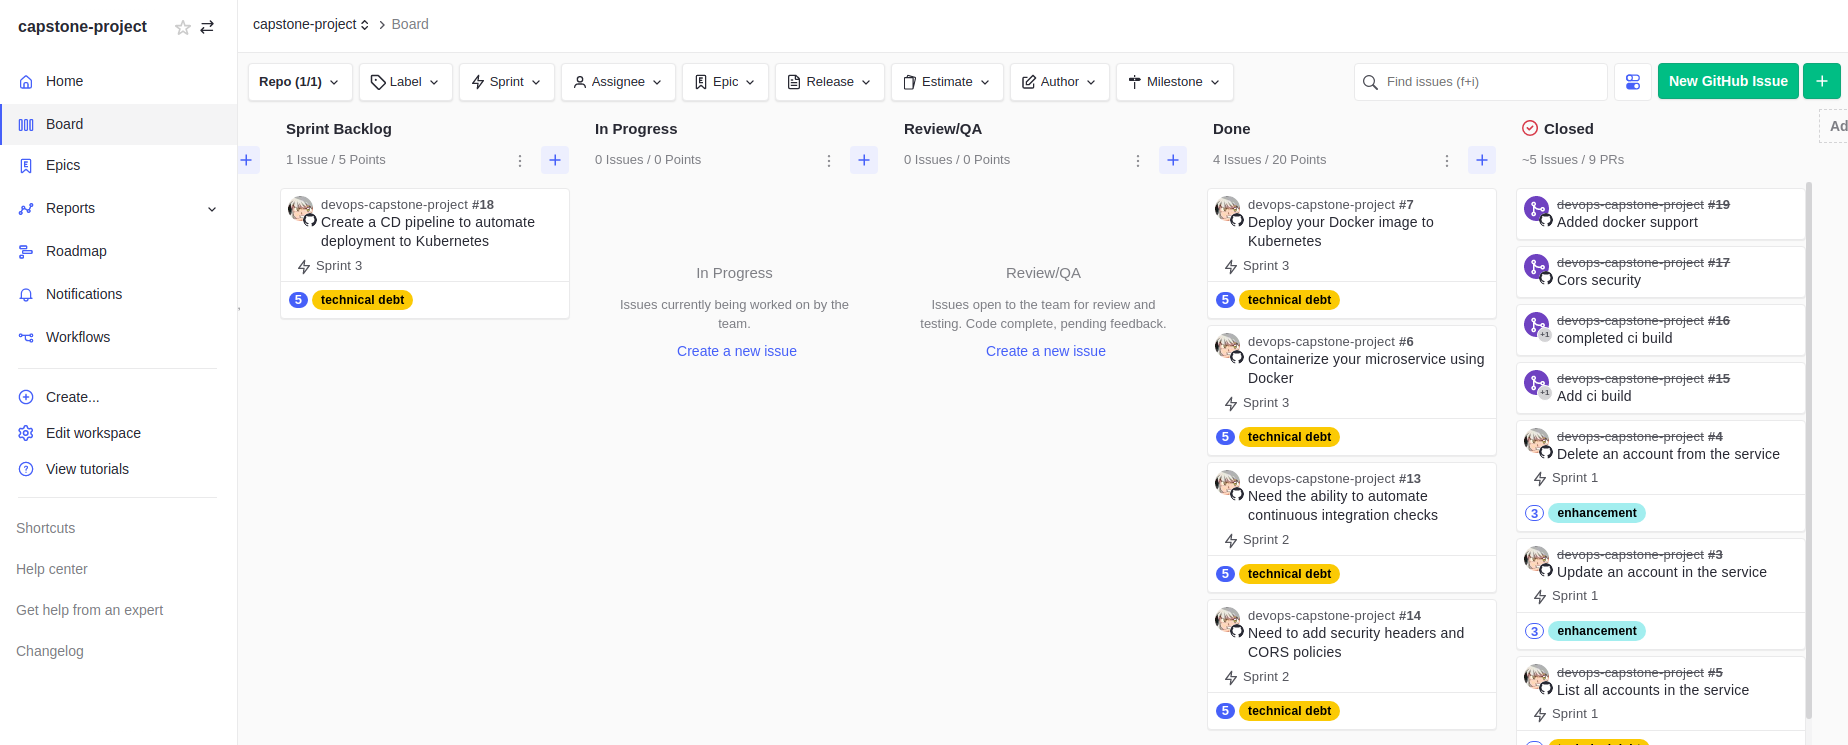 capstone-project
Home
Board
Epics
Reports
Roadmap
Notifications
Workflows
Create...
Edit workspace
View tutorials
Shortcuts
Help center
Get help from an expert
Changelog
capstone-project > Board
Repo (1/1) Label Sprint Assignee Epic Release Estimate Author Milestone Find issues (f+i) New GitHub Issue +
Sprint Backlog
1 Issue / 5 Points
devops-capstone-project #18
Create a CD pipeline to automate
deployment to Kubernetes
Sprint 3
5 technical debt
In Progress
0 Issues / 0 Points
In Progress
Issues currently being worked on by the
team.
Create a new issue
Review/QA
0 Issues / 0 Points
Review/QA
Issues open to the team for review and
testing. Code complete, pending feedback.
Create a new issue
Done
4 Issues / 20 Points
devops-capstone-project #7
Deploy your Docker image to
Kubernetes
Sprint 3
5 technical debt
devops-capstone-project #6
Containerize your microservice using
Docker
Sprint 3
5 technical debt
devops-capstone-project #13
Need the ability to automate
continuous integration checks
Sprint 2
5 technical debt
devops-capstone-project #14
Need to add security headers and
CORS policies
Sprint 2
5 technical debt
Closed
~5 Issues / 9 PRs
devops-capstone-project #19
Added docker support
devops-capstone-project #17
Cors security
devops-capstone-project #16
+1 completed ci build
devops-capstone-project #15
+1 Add ci build
devops-capstone-project #4
Delete an account from the service
Sprint 1
3 enhancement
devops-capstone-project #3
Update an account in the service
Sprint 1
3 enhancement
devops-capstone-project #5
List all accounts in the service
Sprint 1
Ad